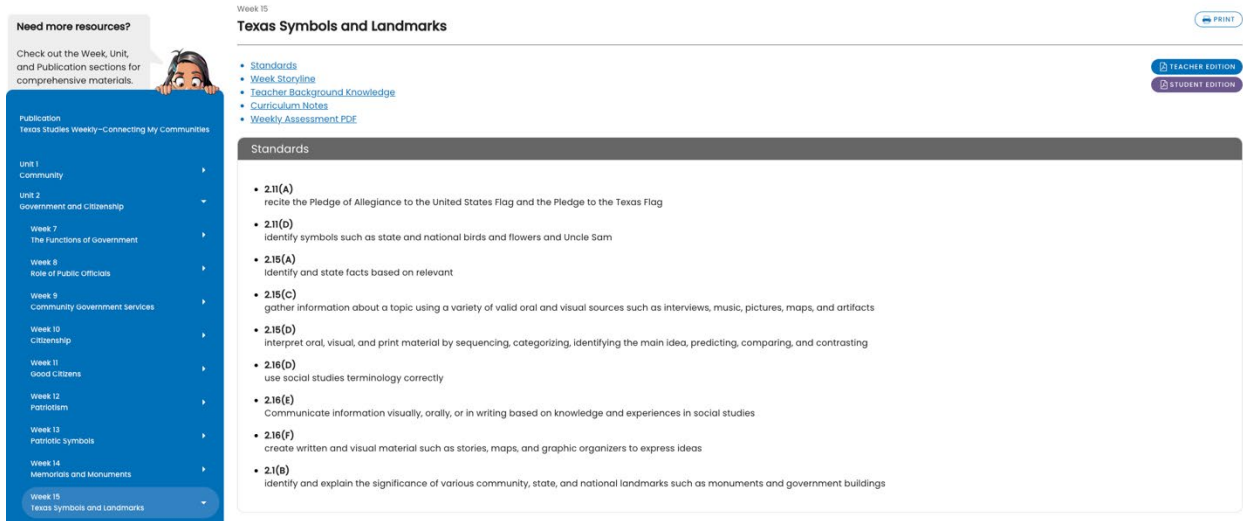 Need more resources?
Check out the Week, Unit,
and Publication sections for
comprehensive materials.
Publication
Texas Studies Weekly–Connecting My Communities
Unit 1
Community
Unit 2
Government and Citizenship
Week 7
The Functions of Government
Week 8
Role of Public Officials
Week 9
Community Government Services
Week 10
Citizenship
Week 11
Good Citizens
Week 12
Patriotism
Week 13
Patriotic Symbols
Week 14
Memorials and Monuments
Week 15
Texas Symbols and Landmarks
Week 15
Texas Symbols and Landmarks
PRINT
• Standards
• Week Storyline
• Teacher Background Knowledge
• Curriculum Notes
• Weekly Assessment PDF
TEACHER EDITION
STUDENT EDITION
Standards
• 2.11(A)
recite the Pledge of Allegiance to the United States Flag and the Pledge to the Texas Flag
• 2.11(D)
identify symbols such as state and national birds and flowers and Uncle Sam
• 2.15(A)
Identify and state facts based on relevant
• 2.15(C)
gather information about a topic using a variety of valid oral and visual sources such as interviews, music, pictures, maps, and artifacts
• 2.15(D)
interpret oral, visual, and print material by sequencing, categorizing, identifying the main idea, predicting, comparing, and contrasting
• 2.16(D)
use social studies terminology correctly
• 2.16(E)
Communicate information visually, orally, or in writing based on knowledge and experiences in social studies
• 2.16(F)
create written and visual material such as stories, maps, and graphic organizers to express ideas
• 2.1(B)
identify and explain the significance of various community, state, and national landmarks such as monuments and government buildings